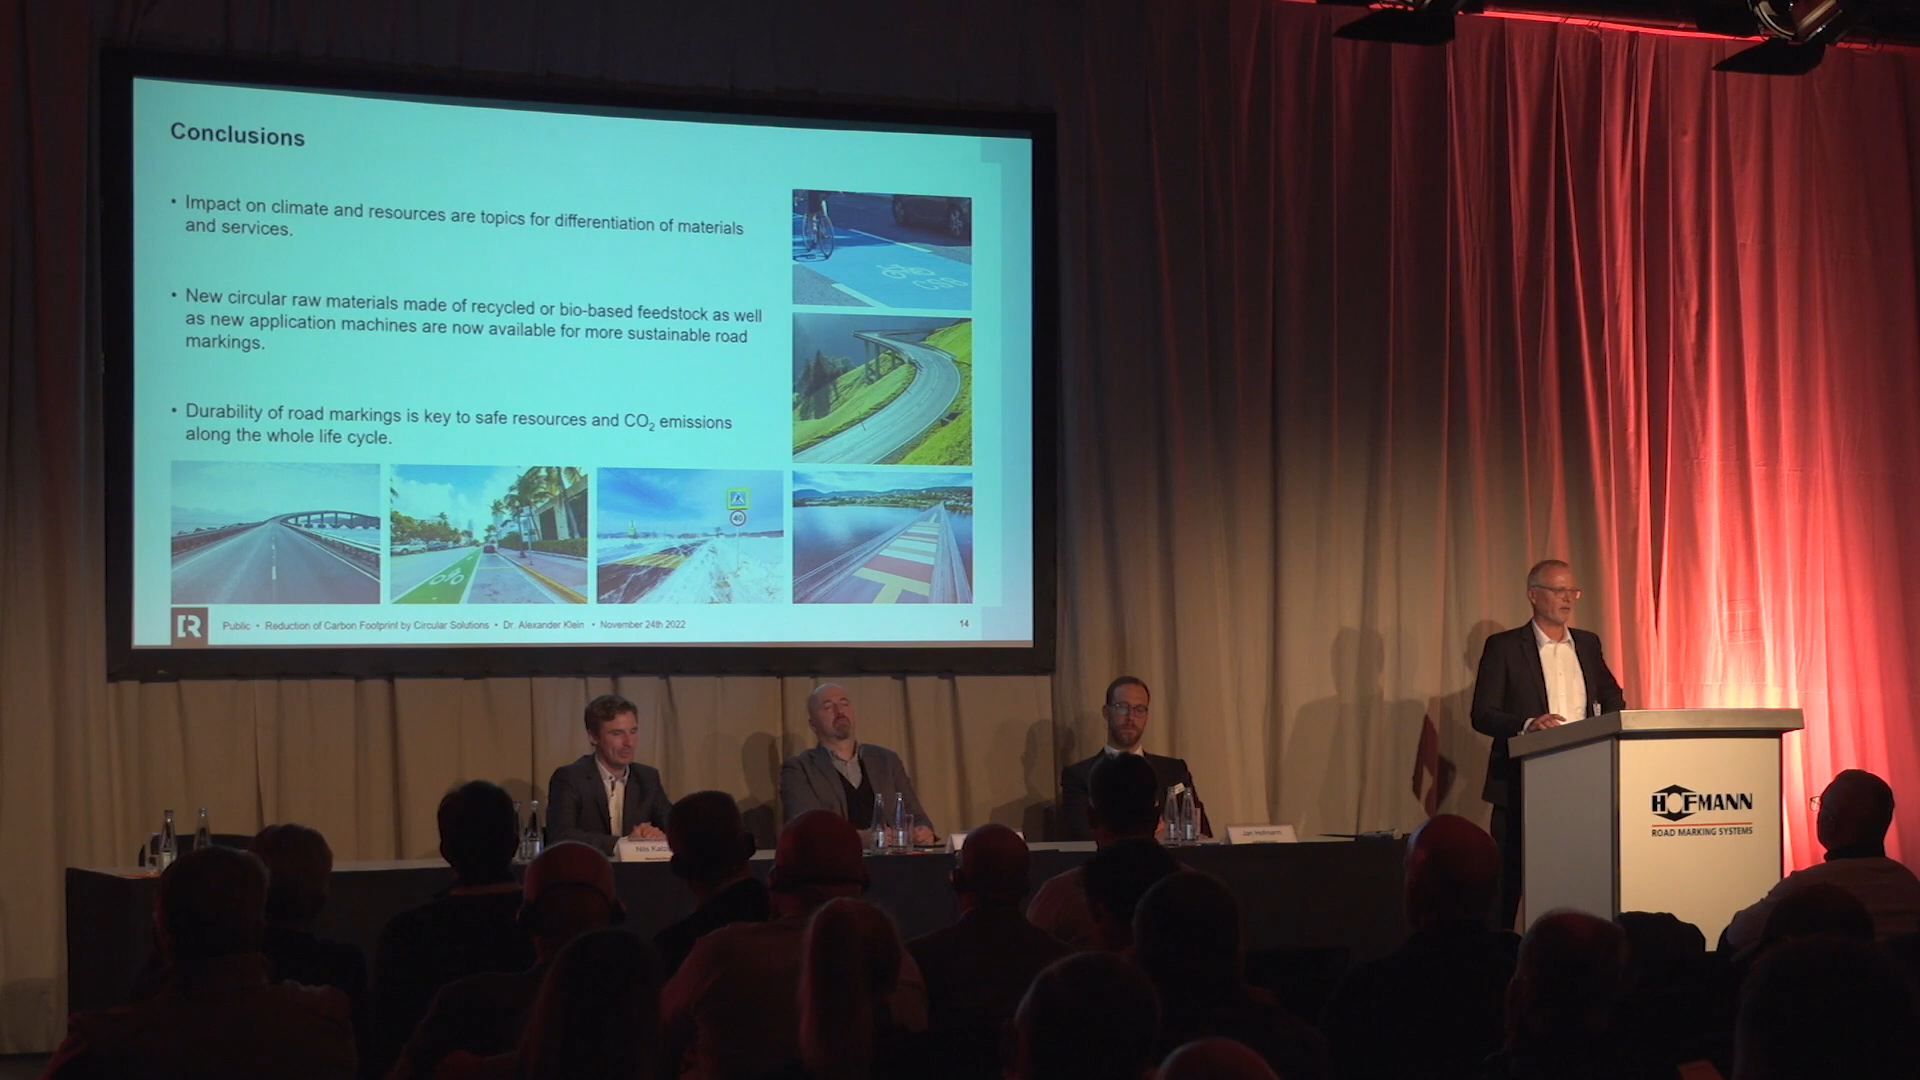 Conclusions
• Impact on climate and resources are topics for differentiation of materials
and services.
• New circular raw materials made of recycled or bio-based feedstock as well
as new application machines are now available for more sustainable road
markings.
• Durability of road markings is key to safe resources and CO₂ emissions
along the whole life cycle.
40
R
Public • Reduction of Carbon Footprint by Circular Solutions • Dr. Alexander Klein • November 24th 2022
14
Nils
Jan Hofmann
HOFMANN
ROAD MARKING SYSTEMS